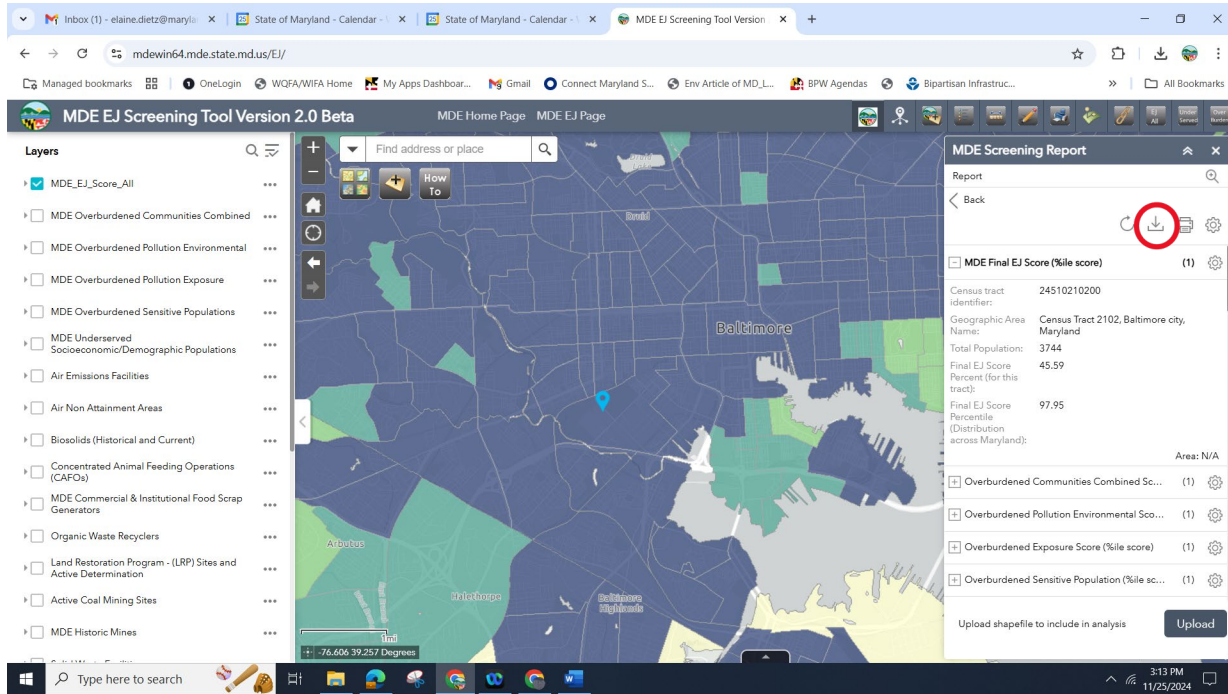 Inbox (1) - elaine.dietz@maryla
State of Maryland - Calendar -
State of Maryland - Calendar -
MDE EJ Screening Tool Version
mdewin64.mde.state.md.us/EJ/
Managed bookmarks
OneLogin
WQFA/WIFA Home
My Apps Dashboar...
Gmail
Connect Maryland S...
Env Article of MD_L...
BPW Agendas
Bipartisan Infrastruc...
All Bookmarks
MDE EJ Screening Tool Version 2.0 Beta
MDE Home Page
MDE EJ Page
EJ All
Under Served
Over Burden
Layers
MDE_EJ_Score_All
MDE Overburdened Communities Combined
MDE Overburdened Pollution Environmental
MDE Overburdened Pollution Exposure
MDE Overburdened Sensitive Populations
MDE Underserved
Socioeconomic/Demographic Populations
Air Emissions Facilities
Air Non Attainment Areas
Biosolids (Historical and Current)
Concentrated Animal Feeding Operations
(CAFOs)
MDE Commercial & Institutional Food Scrap
Generators
Organic Waste Recyclers
Land Restoration Program - (LRP) Sites and
Active Determination
Active Coal Mining Sites
MDE Historic Mines
Find address or place
How
To
Druid
Lake
Druid
Baltimore
1
Arbutus
Halethorpe
Baltimore
Highlands
1mi
-76.606 39.257 Degrees
MDE Screening Report
Report
Back
MDE Final EJ Score (%ile score) (1)
Census tract
identifier: 24510210200
Geographic Area
Name: Census Tract 2102, Baltimore city,
Maryland
Total Population: 3744
Final EJ Score
Percent (for this
tract): 45.59
Final EJ Score
Percentile
(Distribution
across Maryland): 97.95
Area: N/A
Overburdened Communities Combined Sc... (1)
Overburdened Pollution Environmental Sco... (1)
Overburdened Exposure Score (%ile score) (1)
Overburdened Sensitive Population (%ile sc... (1)
Upload shapefile to include in analysis
Upload
Type here to search
3:13 PM
11/25/2024